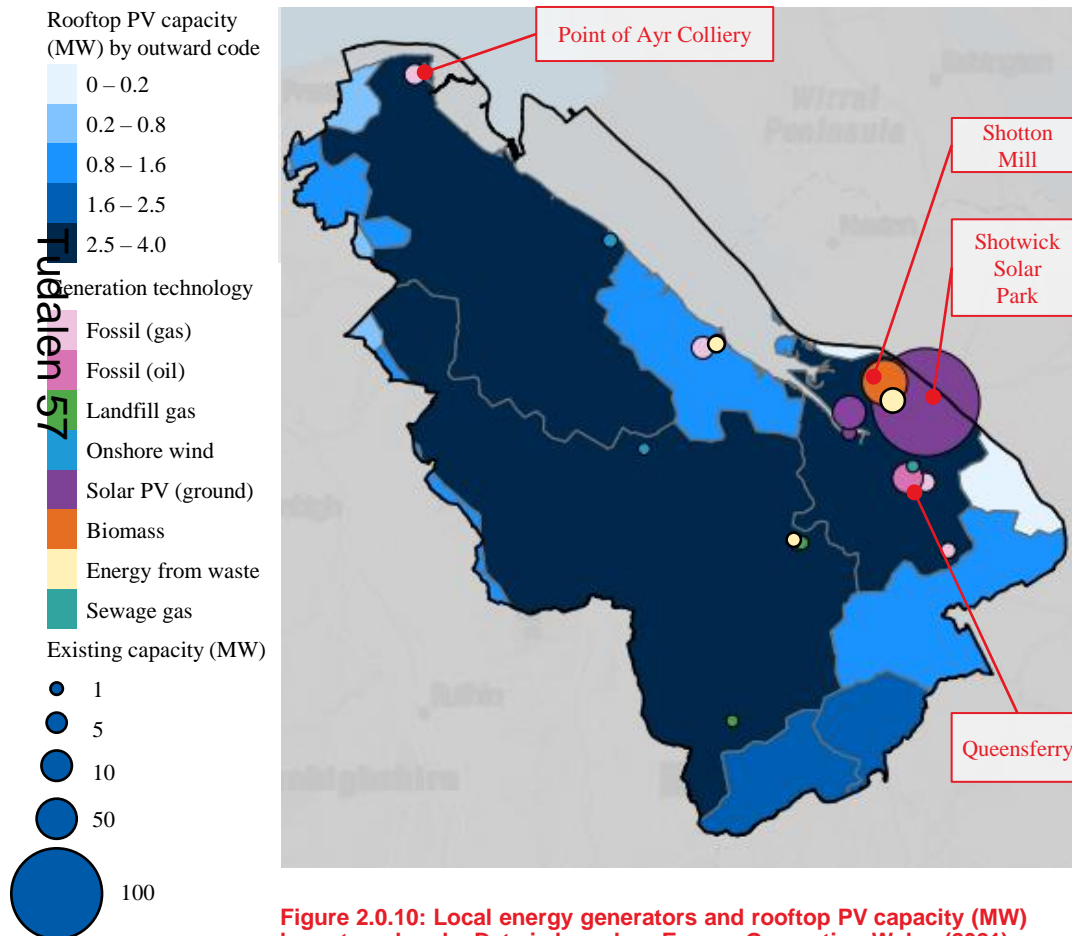 Rooftop PV capacity
(MW) by outward code
0 – 0.2
0.2 – 0.8
0.8 – 1.6
1.6 – 2.5
2.5 – 4.0
Tudalen 57
Generation technology
Fossil (gas)
Fossil (oil)
Landfill gas
Onshore wind
Solar PV (ground)
Biomass
Energy from waste
Sewage gas
Existing capacity (MW)
1
5
10
50
100
Point of Ayr Colliery
Wirral
Peninsula
Shotton
Mill
Shotwick
Solar
Park
Queensferry
Ruthin
Figure 2.0.10: Local energy generators and rooftop PV capacity (MW)